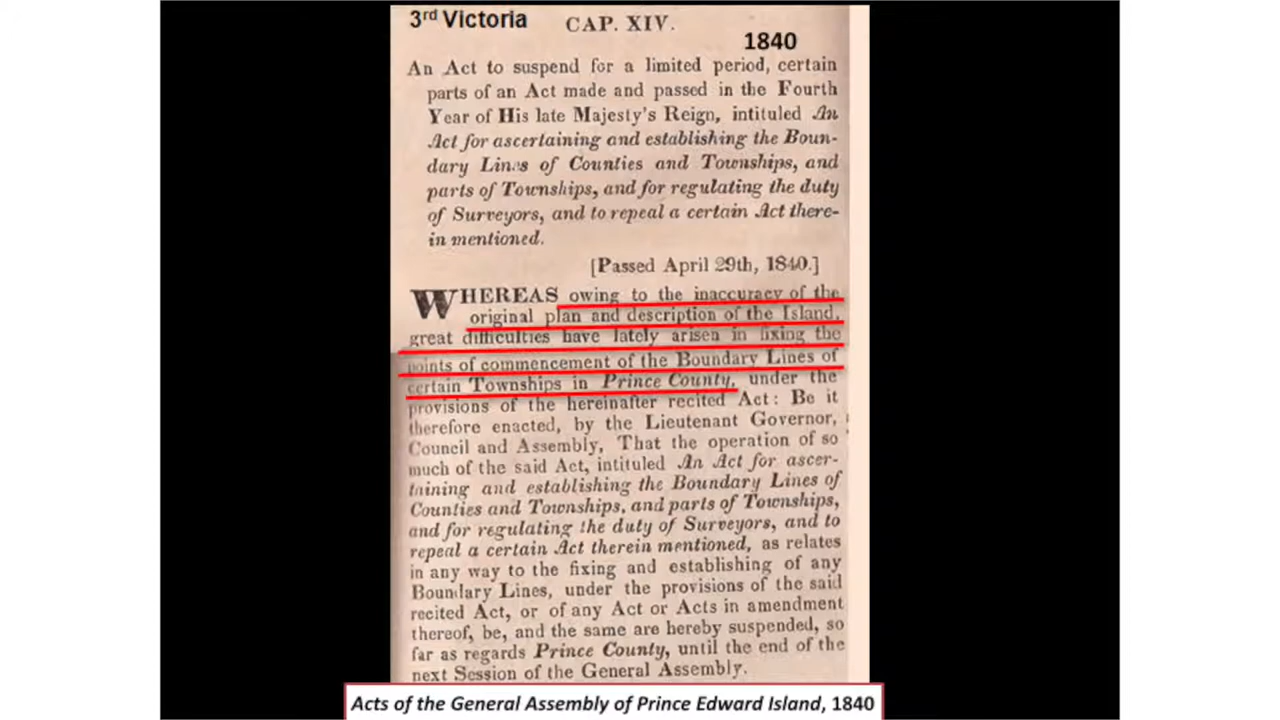 3rd Victoria
CAP. XIV.
1840
An Act to suspend for a limited period, certain
parts of an Act made and passed in the Fourth
Year of His late Majesty's Reign, intituled An
Act for ascertaining and establishing the Boun-
dary Lines of Counties and Townships, and
parts of Townships, and for regulating the duty
of Surveyors, and to repeal a certain Act there-
in mentioned.
[Passed April 29th, 1840.]
WHEREAS owing to the inaccuracy of the
original plan and description of the Island,
great difficulties have lately arisen in fixing the
points of commencement of the Boundary Lines of
certain Townships in Prince County, under the
provisions of the hereinafter recited Act: Be it
therefore enacted, by the Lieutenant Governor,
Council and Assembly, That the operation of so
much of the said Act, intituled An Act for ascer-
taining and establishing the Boundary Lines of
Counties and Townships, and parts of Townships,
and for regulating the duty of Surveyors, and to
repeal a certain Act therein mentioned, as relates
in any way to the fixing and establishing of any
Boundary Lines, under the provisions of the said
recited Act, or of any Act or Acts in amendment
thereof, be, and the same are hereby suspended, so
far as regards Prince County, until the end of the
next Session of the General Assembly.
Acts of the General Assembly of Prince Edward Island, 1840